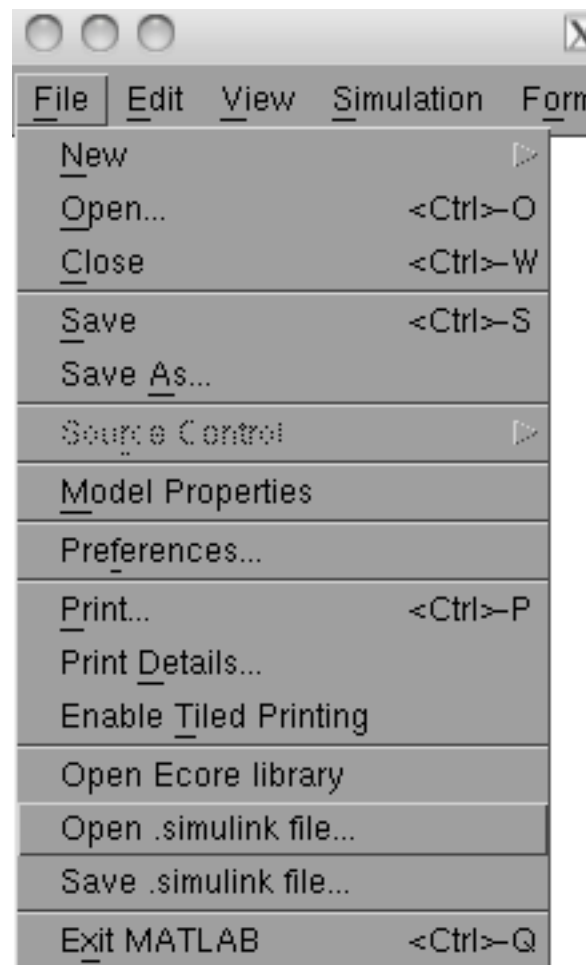 File Edit View Simulation Form
New
Open... <Ctrl>-O
Close <Ctrl>-W
Save <Ctrl>-S
Save As...
Source Control
Model Properties
Preferences...
Print... <Ctrl>-P
Print Details...
Enable Tiled Printing
Open Ecore library
Open .simulink file...
Save .simulink file...
Exit MATLAB <Ctrl>-Q